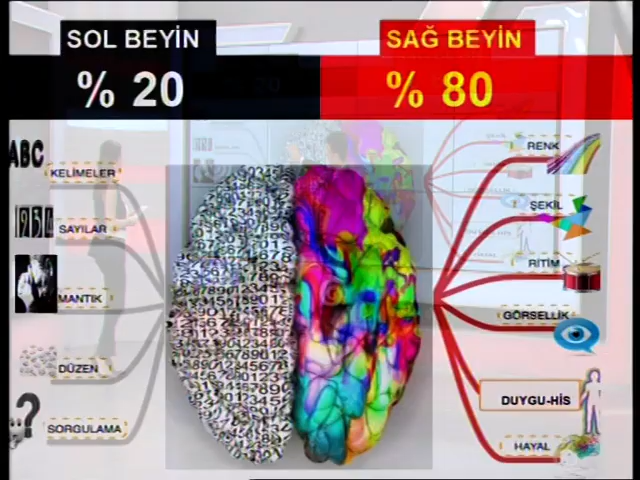 SOL BEYİN
SAĞ BEYİN
% 20
% 80
ABC
KELİMELER
SAYILAR
MANTIK
DÜZEN
SORGULAMA
?
RENK
ŞEKİL
RİTİM
GÖRSELLİK
DUYGU-HİS
HAYAL